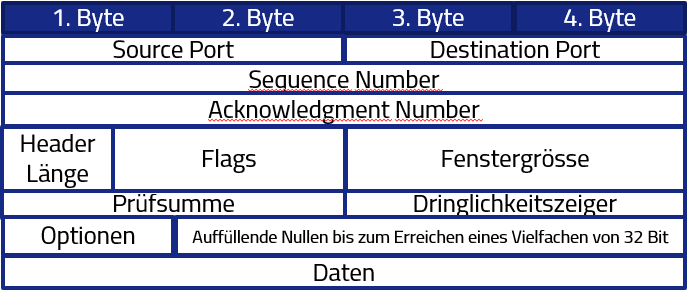 1. Byte 2. Byte 3. Byte 4. Byte
Source Port Destination Port
Sequence Number
Acknowledgment Number
Header
Länge
Flags
Fenstergrösse
Prüfsumme Dringlichkeitszeiger
Optionen Auffüllende Nullen bis zum Erreichen eines Vielfachen von 32 Bit
Daten